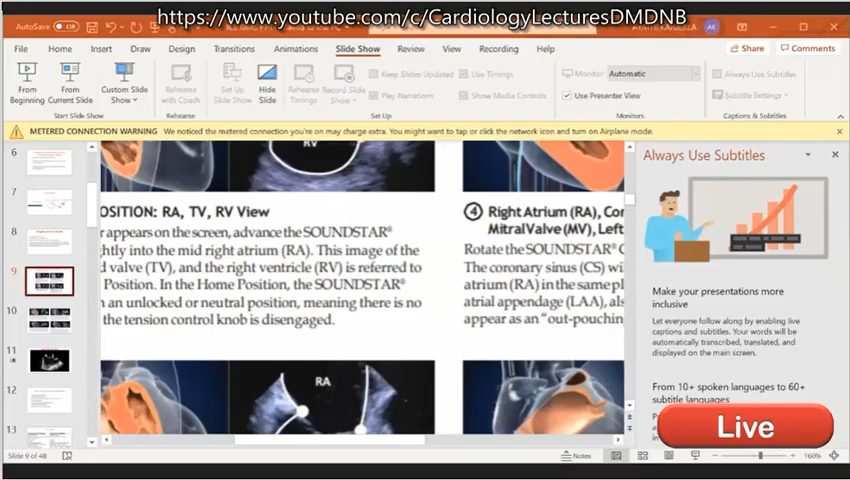 https://www.youtube.com/c/CardiologyLecturesDMDNB
AutoSave Off
AK
File Home Insert Draw Design Transitions Animations Slide Show Review View Recording Help Share Comments
From Beginning
From Current Slide
Custom Slide Show
Rehearse with Coach
Set Up Slide Show
Hide Slide
Rehearse Timings
Record Slide Show
Keep Slides Updated
Use Timings
Play Narrations
Show Media Controls
Monitor: Automatic
Use Presenter View
Always Use Subtitles
Subtitle Settings
Start Slide Show Rehearse Set Up Monitors Captions & Subtitles
METERED CONNECTION WARNING We noticed the metered connection you're on may charge extra. You might want to tap or click the network icon and turn on Airplane mode.
6
7
8
9
10
11
12
13
RV
OSITION: RA, TV, RV View
r appears on the screen, advance the SOUNDSTAR®
ghtly into the mid right atrium (RA). This image of the
d valve (TV), and the right ventricle (RV) is referred to
Position. In the Home Position, the SOUNDSTAR®
n an unlocked or neutral position, meaning there is no
the tension control knob is disengaged.
RA
4 Right Atrium (RA), Cor
Mitral Valve (MV), Left
Rotate the SOUNDSTAR® C
The coronary sinus (CS) wi
atrium (RA) in the same pl
atrial appendage (LAA), als
appear as an "out-pouchin
Always Use Subtitles
Make your presentations more
inclusive
Let everyone follow along by enabling live
captions and subtitles. Your words will be
automatically transcribed, translated, and
displayed on the main screen.
From 10+ spoken languages to 60+
subtitle languages
Live
Slide 9 of 48
Notes
160%